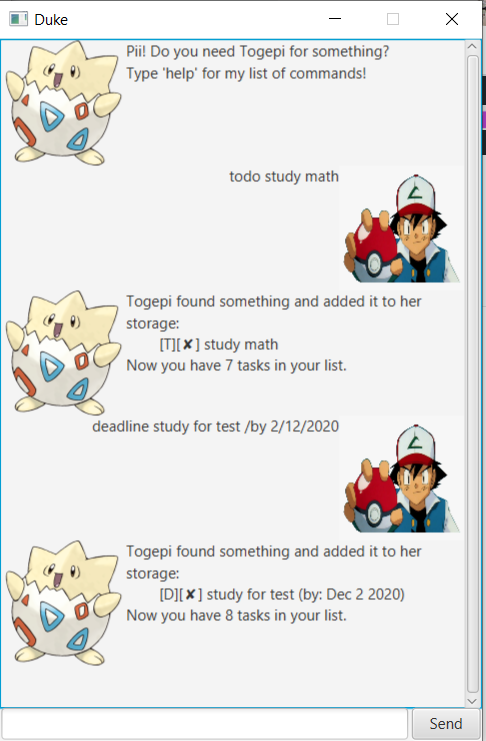 Duke
Pii! Do you need Togepi for something?
Type 'help' for my list of commands!
todo study math
Togepi found something and added it to her
storage:
[T][✘] study math
Now you have 7 tasks in your list.
deadline study for test /by 2/12/2020
Togepi found something and added it to her
storage:
[D][✘] study for test (by: Dec 2 2020)
Now you have 8 tasks in your list.
Send